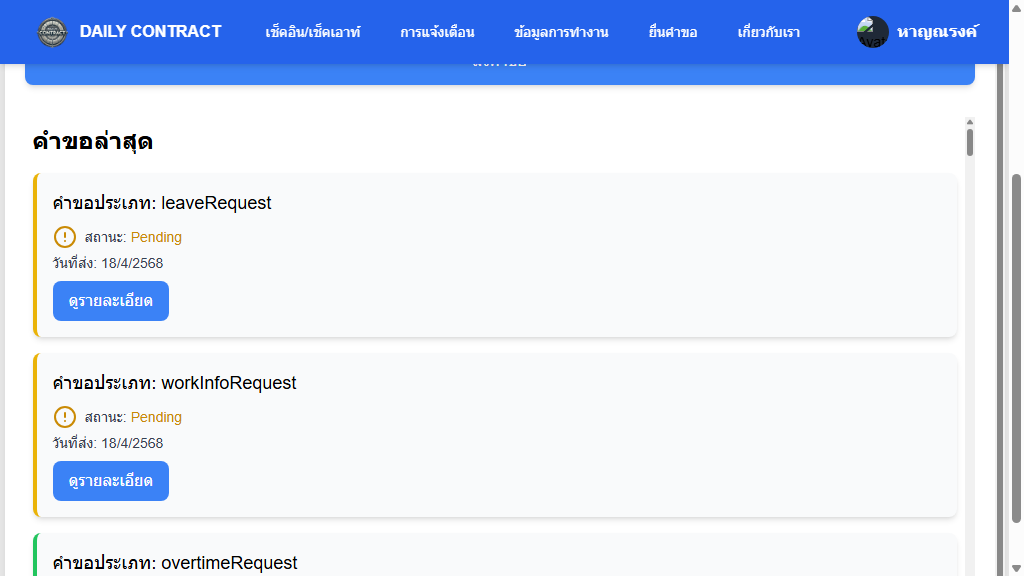 DAILY CONTRACT
เช็คอิน/เช็คเอาท์
การแจ้งเตือน
ข้อมูลการทำงาน
ยื่นคำขอ
เกี่ยวกับเรา
หาญณรงค์
คำขอล่าสุด
คำขอประเภท: leaveRequest
สถานะ: Pending
วันที่ส่ง: 18/4/2568
ดูรายละเอียด
คำขอประเภท: workInfoRequest
สถานะ: Pending
วันที่ส่ง: 18/4/2568
ดูรายละเอียด
คำขอประเภท: overtimeRequest